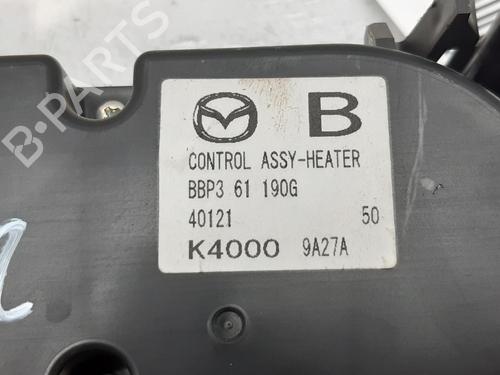 B
CONTROL ASSY-HEATER
BBP3 61 190G
40121 50
K4000 9A27A
B-PARTS